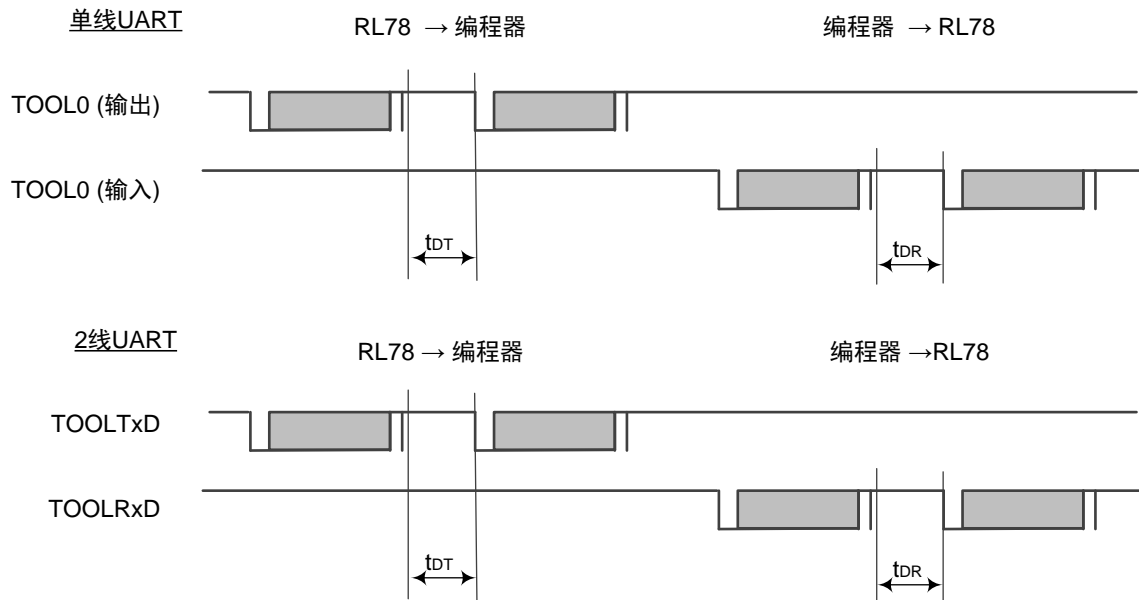 单线UART
RL78 → 编程器
编程器 → RL78
TOOL0 (输出)
TOOL0 (输入)
tDT
tDR
2线UART
RL78 → 编程器
编程器 →RL78
TOOLTxD
TOOLRxD
tDT
tDR